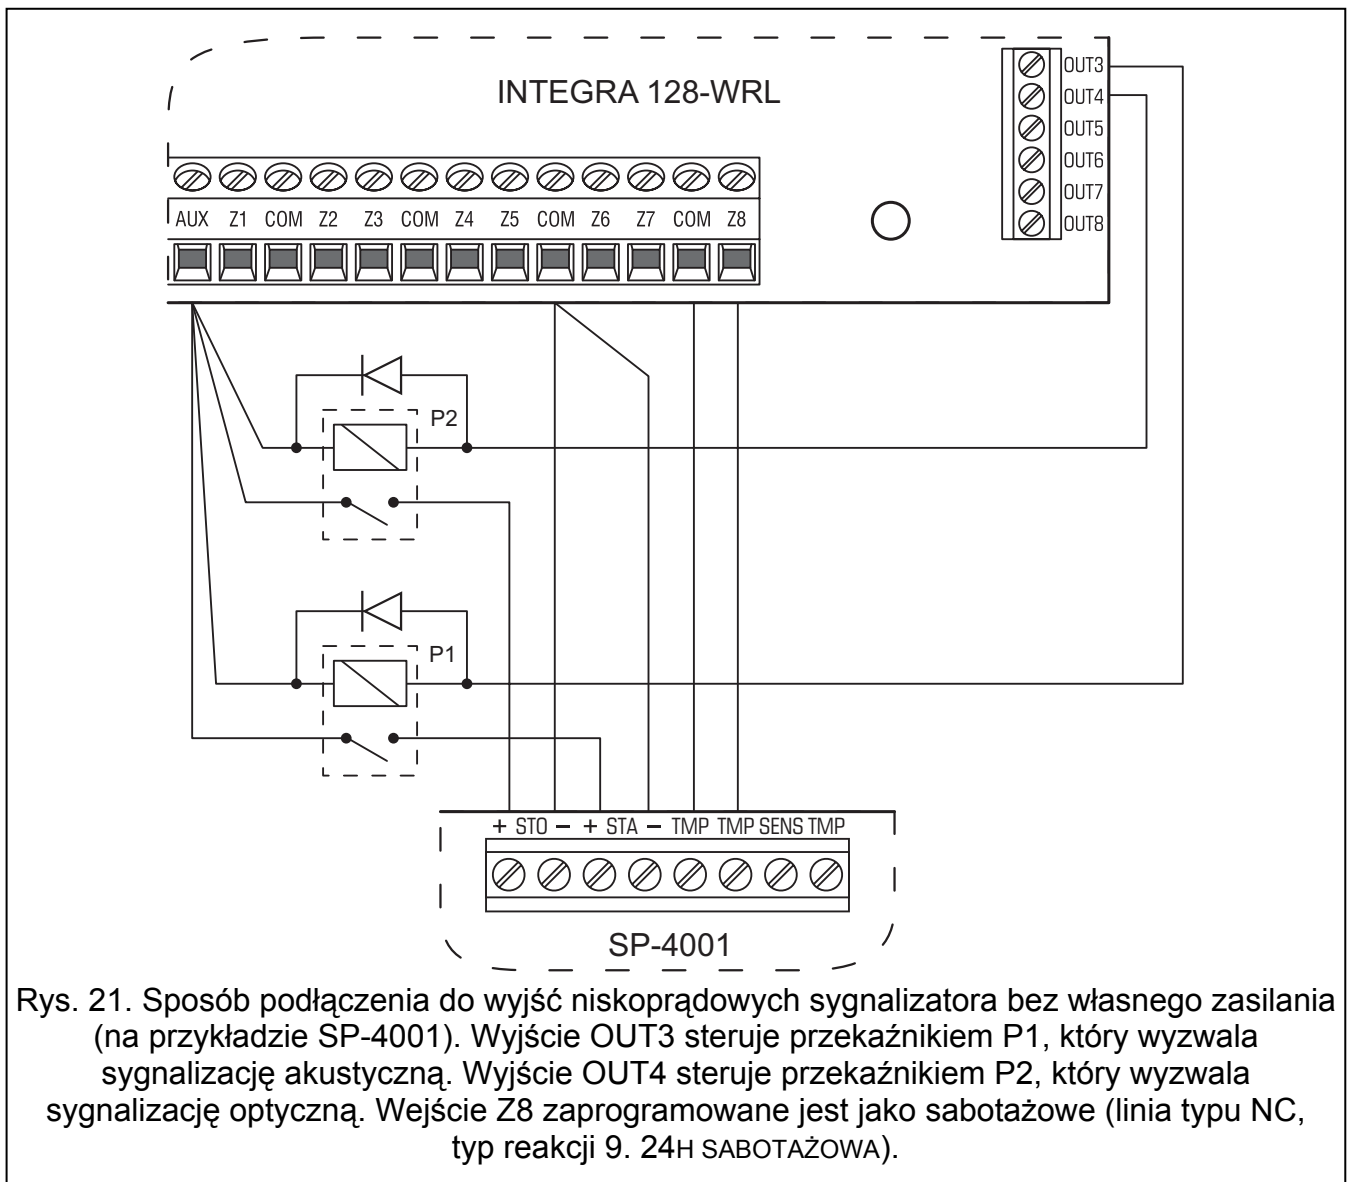 INTEGRA 128-WRL
OUT3
OUT4
OUT5
OUT6
OUT7
OUT8
AUX Z1 COM Z2 Z3 COM Z4 Z5 COM Z6 Z7 COM Z8
P2
P1
+ STO − + STA − TMP TMP SENS TMP
SP-4001
Rys. 21. Sposób podłączenia do wyjść niskoprądowych sygnalizatora bez własnego zasilania
(na przykładzie SP-4001). Wyjście OUT3 steruje przekaźnikiem P1, który wyzwala
sygnalizację akustyczną. Wyjście OUT4 steruje przekaźnikiem P2, który wyzwala
sygnalizację optyczną. Wejście Z8 zaprogramowane jest jako sabotażowe (linia typu NC,
typ reakcji 9. 24H SABOTAŻOWA).